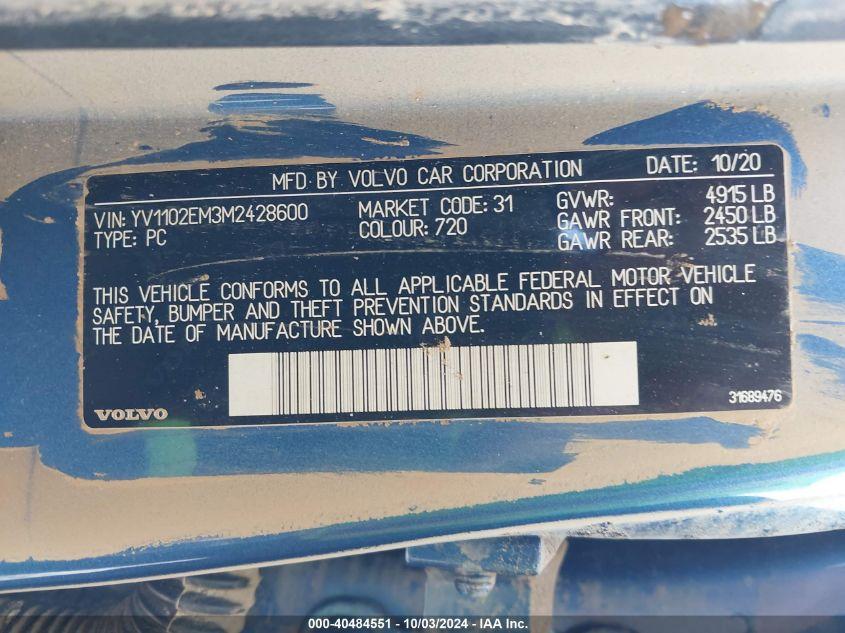 MFD BY VOLVO CAR CORPORATION DATE: 10/20
VIN: YV1102EM3M2428600 MARKET CODE: 31 GVWR: 4915 LB
TYPE: PC COLOUR: 720 GAWR FRONT: 2450 LB
GAWR REAR: 2535 LB
THIS VEHICLE CONFORMS TO ALL APPLICABLE FEDERAL MOTOR VEHICLE
SAFETY, BUMPER AND THEFT PREVENTION STANDARDS IN EFFECT ON
THE DATE OF MANUFACTURE SHOWN ABOVE.
VOLVO 31689476
000-40484551 - 10/03/2024 - IAA Inc.